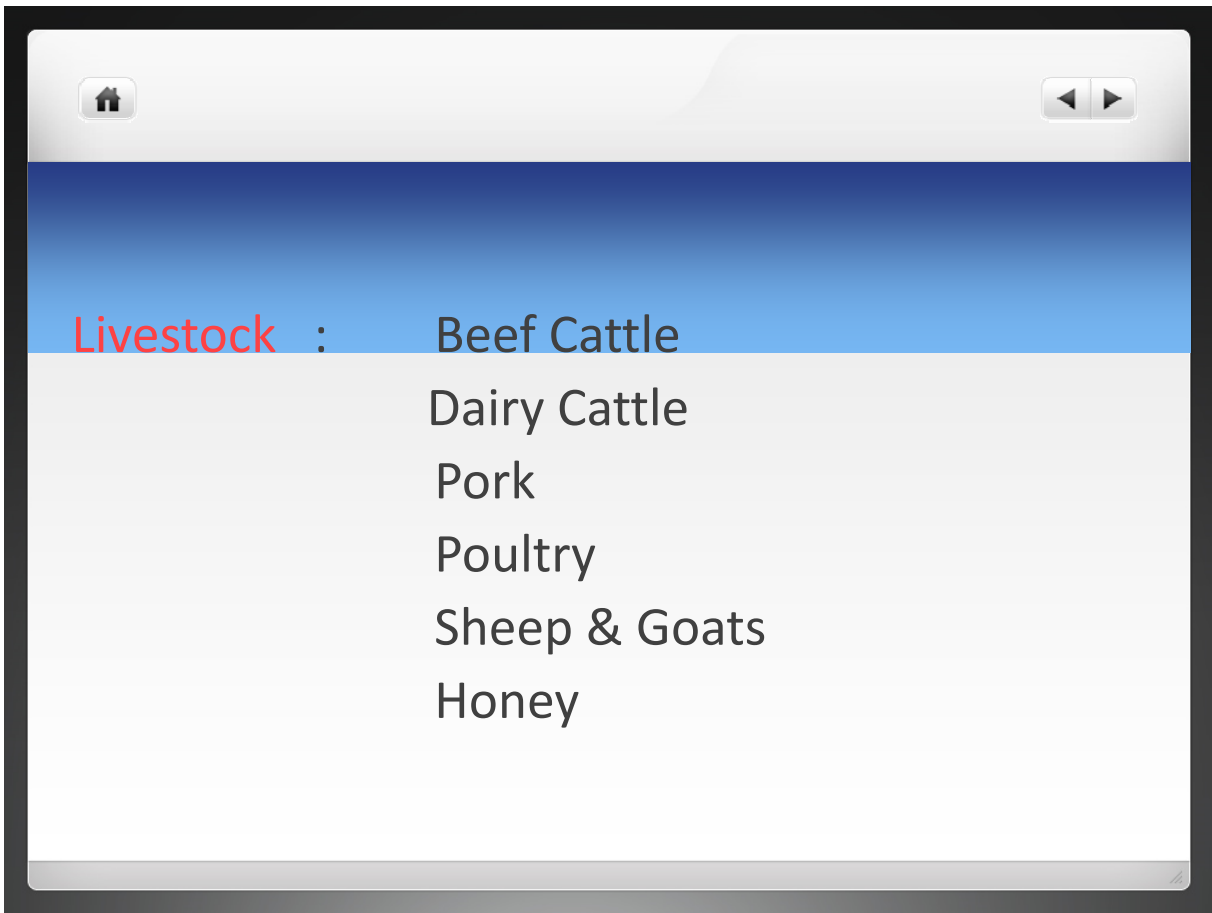 Livestock : Beef Cattle
Dairy Cattle
Pork
Poultry
Sheep & Goats
Honey